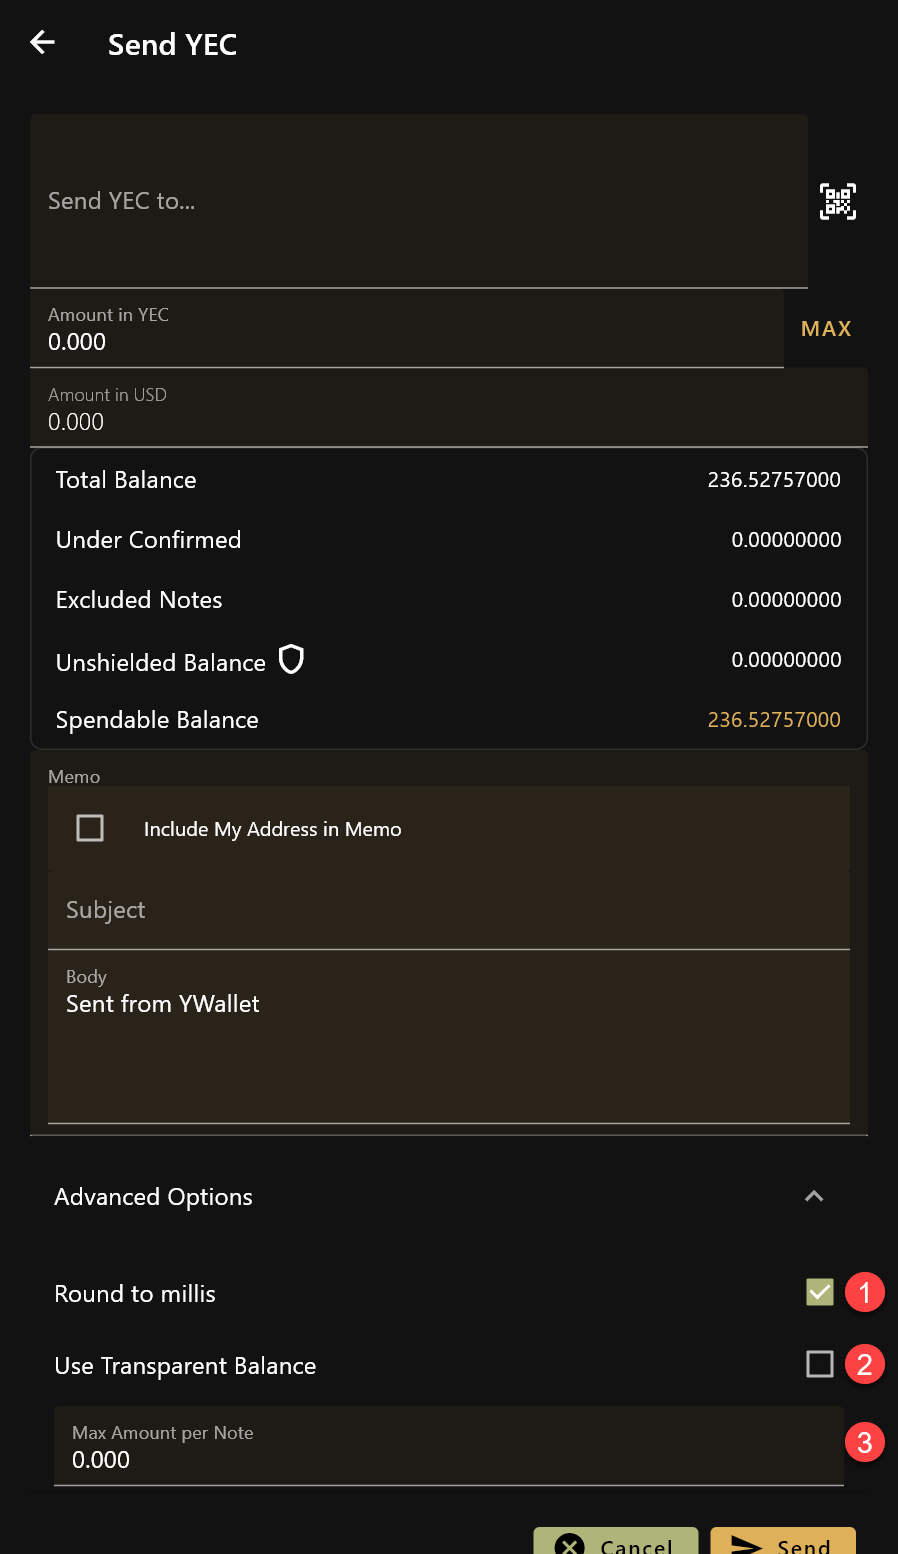 Send YEC
Send YEC to...
Amount in YEC
0.000
MAX
Amount in USD
0.000
Total Balance 236.52757000
Under Confirmed 0.00000000
Excluded Notes 0.00000000
Unshielded Balance 0.00000000
Spendable Balance 236.52757000
Memo
Include My Address in Memo
Subject
Body
Sent from YWallet
Advanced Options
Round to millis 1
Use Transparent Balance 2
Max Amount per Note
0.000
3
Cancel Send